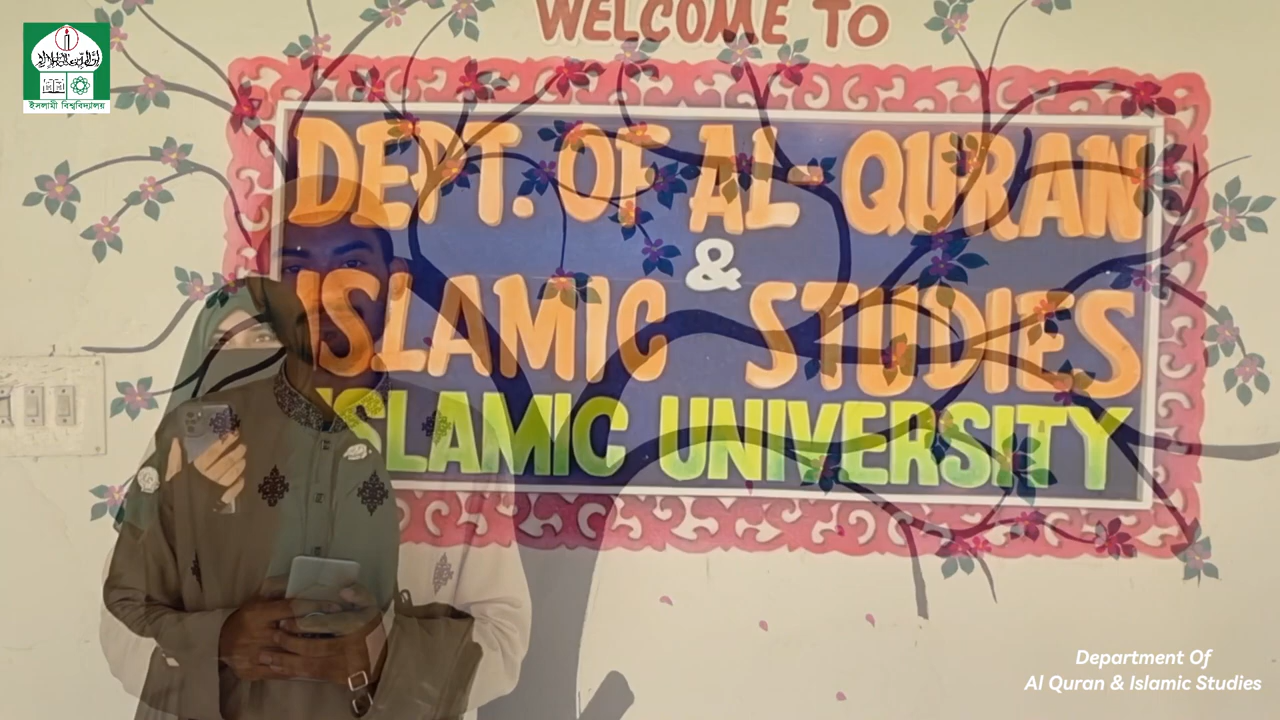 WELCOME TO
DEPT. OF AL-QURAN
&
ISLAMIC STUDIES
ISLAMIC UNIVERSITY
ইসলামী বিশ্ববিদ্যালয়
Department Of
Al Quran & Islamic Studies